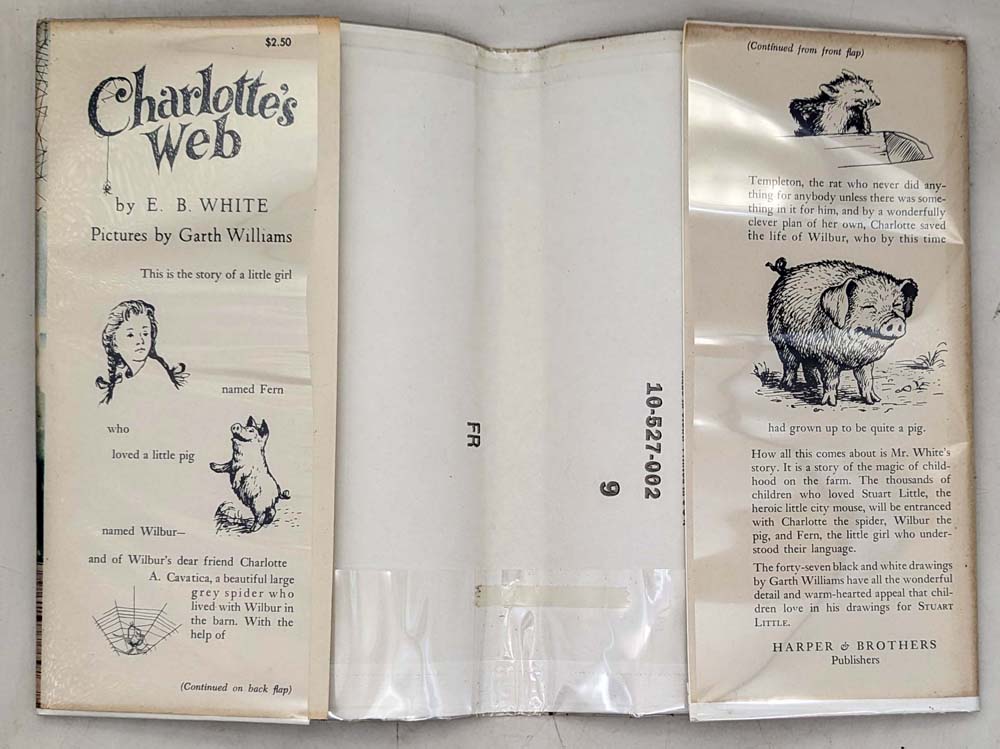 $2.50
Charlotte's
Web
by E. B. WHITE
Pictures by Garth Williams
This is the story of a little girl
named Fern
who
loved a little pig
named Wilbur—
and of Wilbur's dear friend Charlotte
A. Cavatica, a beautiful large
grey spider who
lived with Wilbur in
the barn. With the
help of
(Continued on back flap)
FR
10-527-002
9
(Continued from front flap)
Templeton, the rat who never did any-
thing for anybody unless there was some-
thing in it for him, and by a wonderfully
clever plan of her own, Charlotte saved
the life of Wilbur, who by this time
had grown up to be quite a pig.
How all this comes about is Mr. White's
story. It is a story of the magic of child-
hood on the farm. The thousands of
children who loved Stuart Little, the
heroic little city mouse, will be entranced
with Charlotte the spider, Wilbur the
pig, and Fern, the little girl who under-
stood their language.
The forty-seven black and white drawings
by Garth Williams have all the wonderful
detail and warm-hearted appeal that chil-
dren love in his drawings for STUART
LITTLE.
HARPER & BROTHERS
Publishers